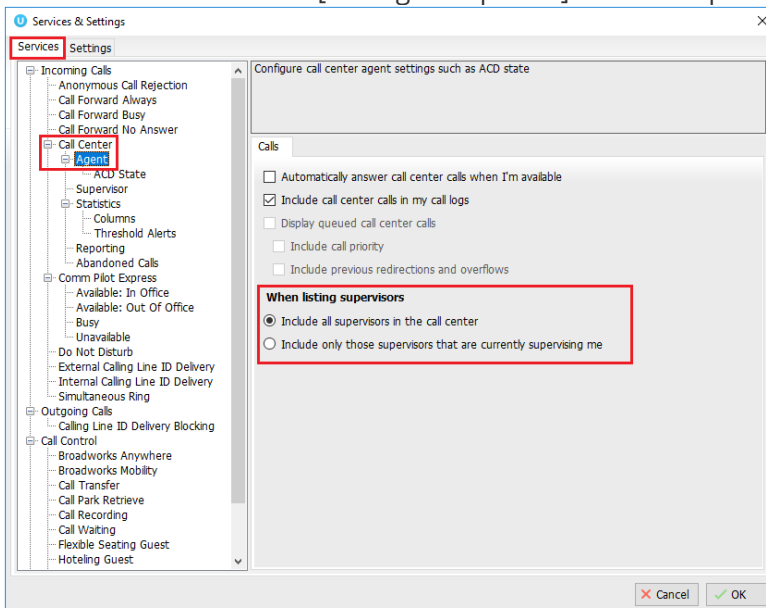 Services & Settings
Services Settings
Incoming Calls
Anonymous Call Rejection
Call Forward Always
Call Forward Busy
Call Forward No Answer
Call Center
Agent
ACD State
Supervisor
Statistics
Columns
Threshold Alerts
Reporting
Abandoned Calls
Comm Pilot Express
Available: In Office
Available: Out Of Office
Busy
Unavailable
Do Not Disturb
External Calling Line ID Delivery
Internal Calling Line ID Delivery
Simultaneous Ring
Outgoing Calls
Calling Line ID Delivery Blocking
Call Control
Broadworks Anywhere
Broadworks Mobility
Call Transfer
Call Park Retrieve
Call Recording
Call Waiting
Flexible Seating Guest
Hoteling Guest
Configure call center agent settings such as ACD state
Calls
Automatically answer call center calls when I'm available
Include call center calls in my call logs
Display queued call center calls
Include call priority
Include previous redirections and overflows
When listing supervisors
Include all supervisors in the call center
Include only those supervisors that are currently supervising me
Cancel OK